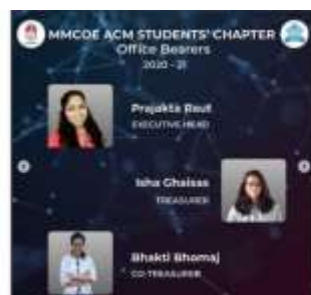 MMCOE ACM STUDENTS' CHAPTER
Office Bearers
2020 - 21
Prajakta Raut
EXECUTIVE HEAD
Isha Ghaisas
TREASURER
Bhakti Bhomaj
CO-TREASURER